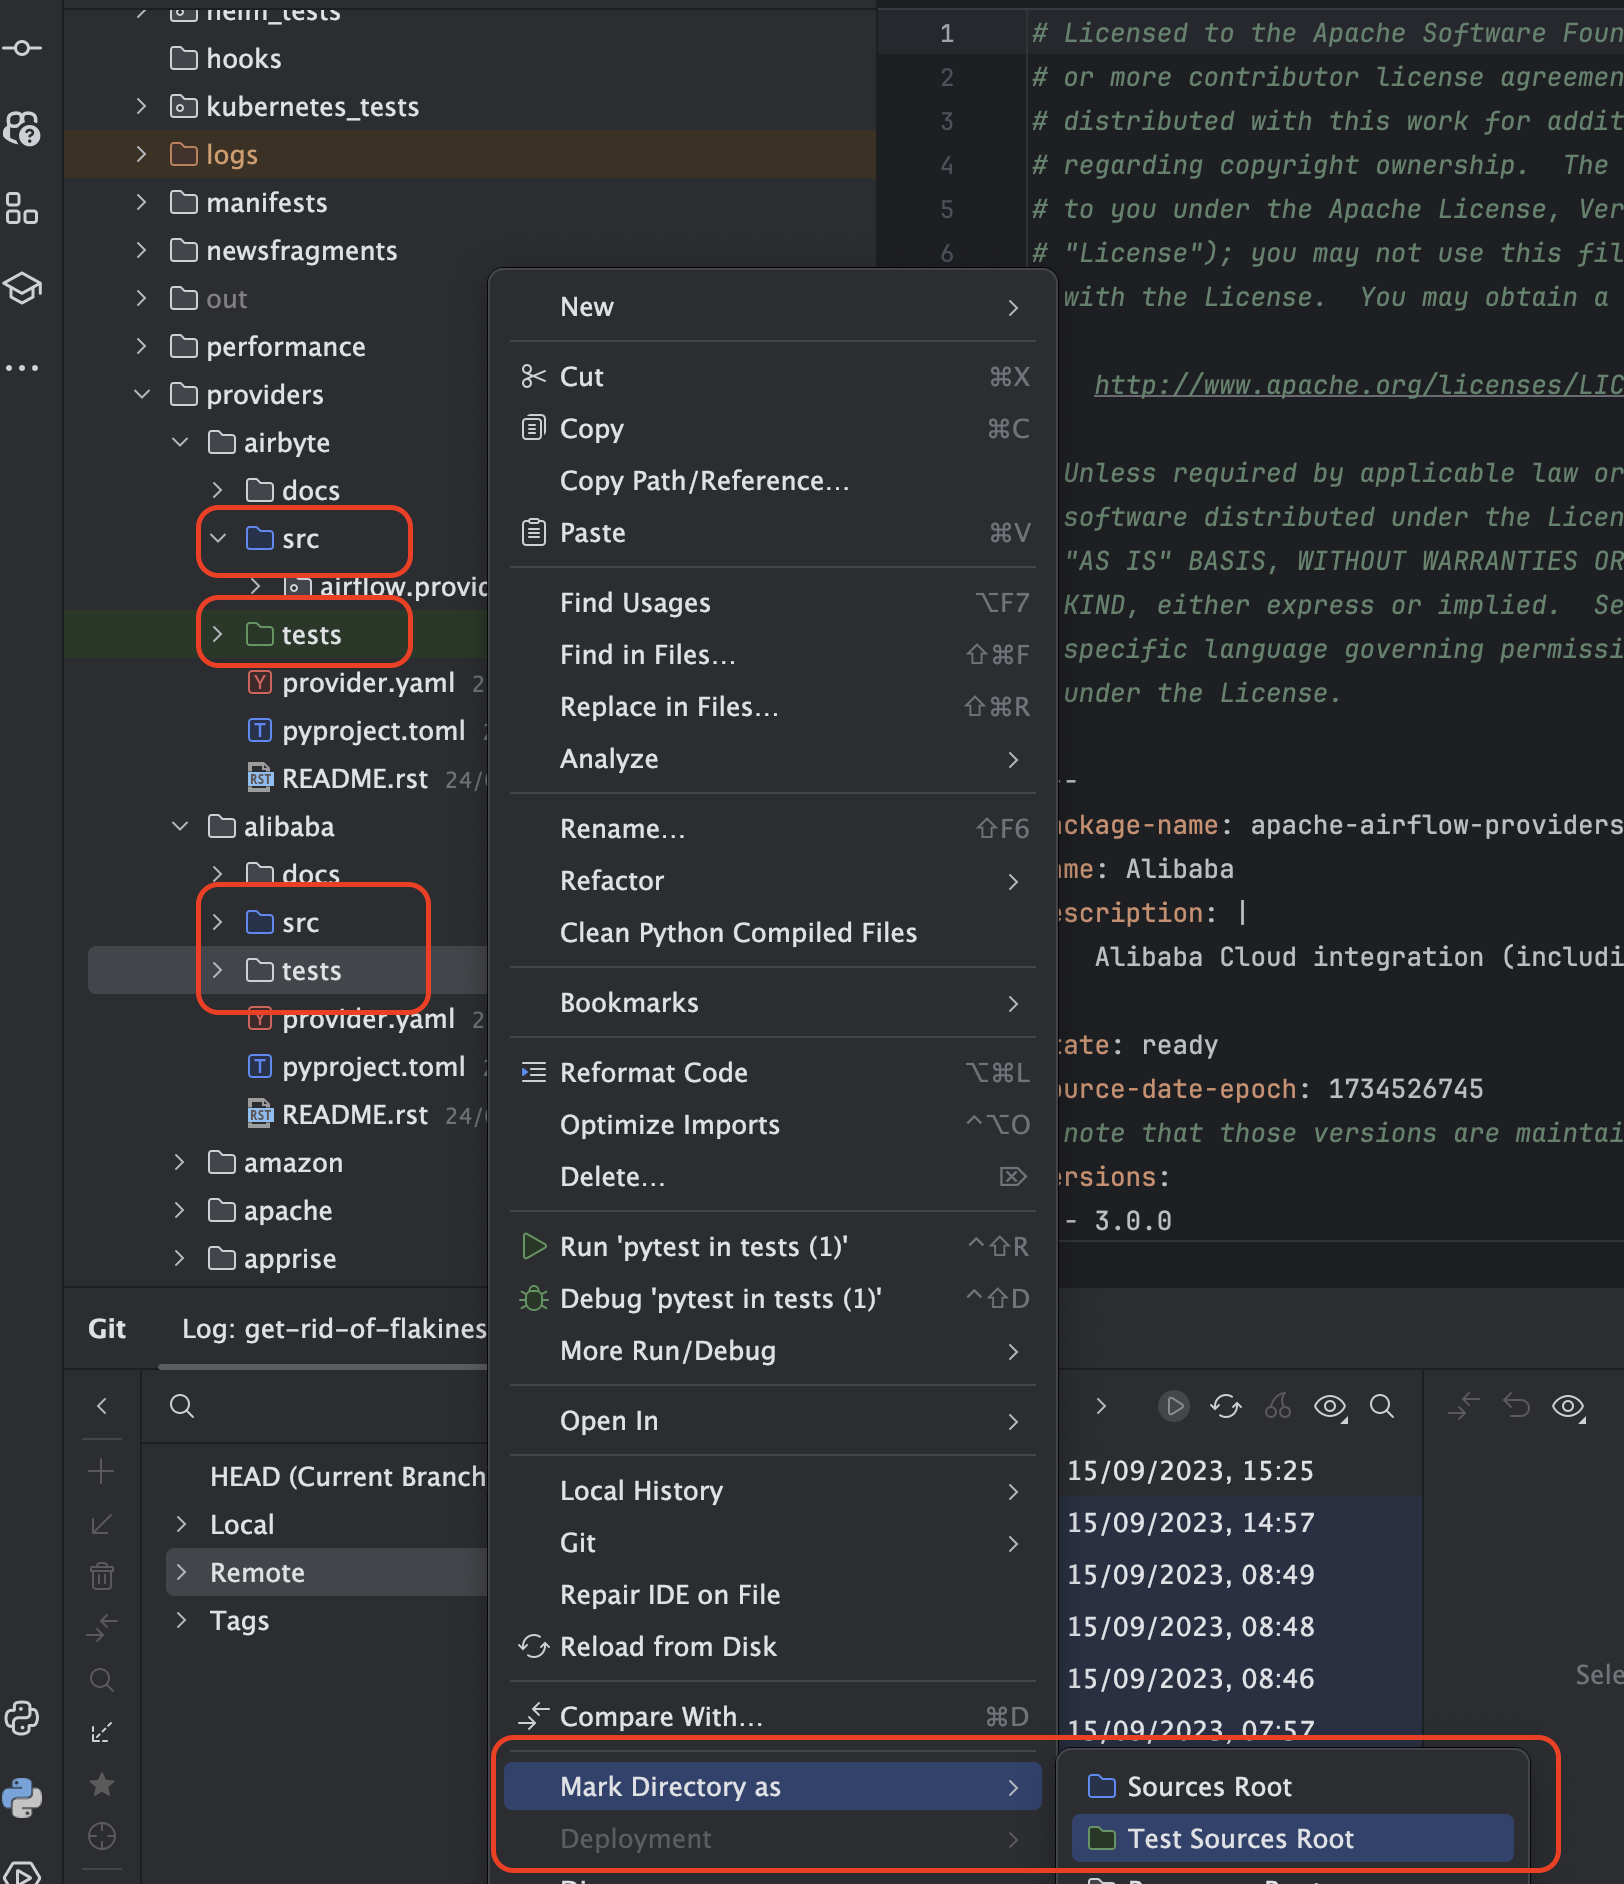 helm_tests
hooks
kubernetes_tests
logs
manifests
newsfragments
out
performance
providers
airbyte
docs
src
airflow.provid
tests
provider.yaml 2
pyproject.toml
README.rst 24/
alibaba
docs
src
tests
provider.yaml 2
pyproject.toml
README.rst 24/
amazon
apache
apprise
1 # Licensed to the Apache Software Foun
2 # or more contributor license agreemen
3 # distributed with this work for addit
4 # regarding copyright ownership.  The
5 # to you under the Apache License, Ver
6 # "License"); you may not use this fil
with the License.  You may obtain a
http://www.apache.org/licenses/LIC
Unless required by applicable law or
software distributed under the Licen
"AS IS" BASIS, WITHOUT WARRANTIES OR
KIND, either express or implied.  Se
specific language governing permissi
under the License.
--
ckage-name: apache-airflow-providers
me: Alibaba
scription: |
Alibaba Cloud integration (includi
ate: ready
urce-date-epoch: 1734526745
note that those versions are maintai
rsions:
- 3.0.0
New
Cut ⌘X
Copy ⌘C
Copy Path/Reference…
Paste ⌘V
Find Usages ⌥F7
Find in Files… ⇧⌘F
Replace in Files… ⇧⌘R
Analyze
Rename… ⇧F6
Refactor
Clean Python Compiled Files
Bookmarks
Reformat Code ⌥⌘L
Optimize Imports ^⌥O
Delete… ⌦
Run 'pytest in tests (1)' ^⇧R
Debug 'pytest in tests (1)' ^⇧D
More Run/Debug
Open In
Local History
Git
Repair IDE on File
Reload from Disk
Compare With… ⌘D
Mark Directory as
Deployment
Sources Root
Test Sources Root
Git
Log: get-rid-of-flakines
HEAD (Current Branch
Local
Remote
Tags
15/09/2023, 15:25
15/09/2023, 14:57
15/09/2023, 08:49
15/09/2023, 08:48
15/09/2023, 08:46
15/09/2023, 07:57
Sele